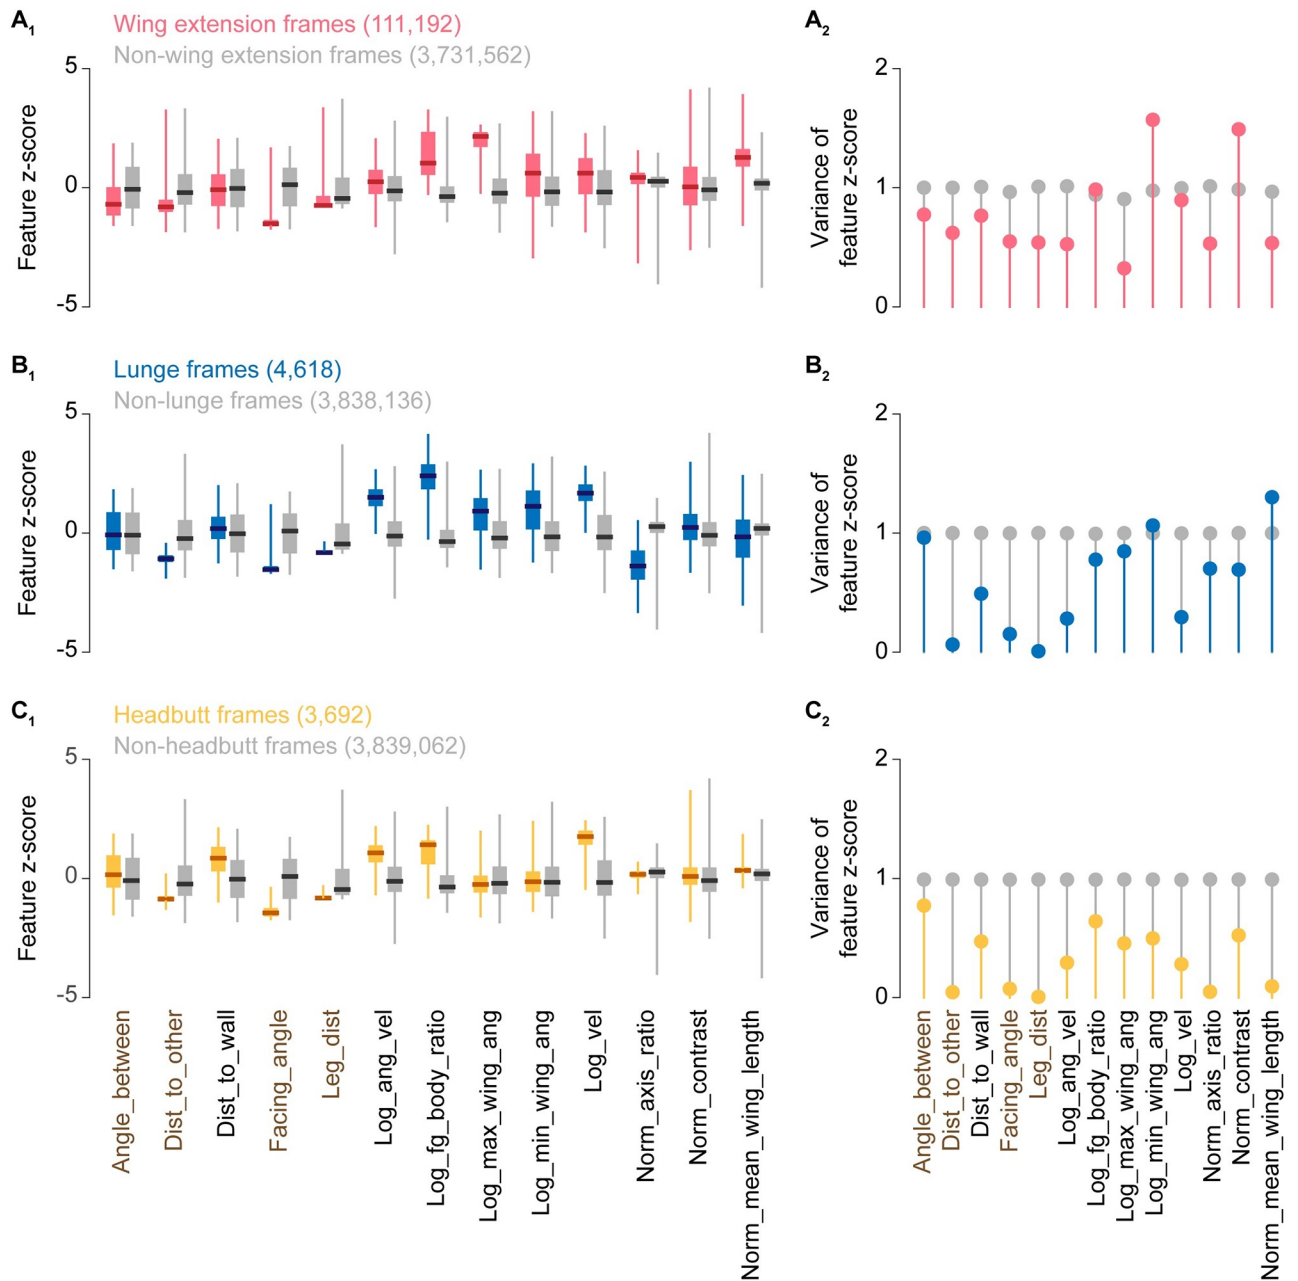 A1
Wing extension frames (111,192)
Non-wing extension frames (3,731,562)
Feature z-score
5
0
-5
A2
Variance of
feature z-score
2
1
0
B1
Lunge frames (4,618)
Non-lunge frames (3,838,136)
Feature z-score
5
0
-5
B2
Variance of
feature z-score
2
1
0
C1
Headbutt frames (3,692)
Non-headbutt frames (3,839,062)
Feature z-score
5
0
-5
Angle_between
Dist_to_other
Dist_to_wall
Facing_angle
Leg_dist
Log_ang_vel
Log_fg_body_ratio
Log_max_wing_ang
Log_min_wing_ang
Log_vel
Norm_axis_ratio
Norm_contrast
Norm_mean_wing_length
C2
Variance of
feature z-score
2
1
0
Angle_between
Dist_to_other
Dist_to_wall
Facing_angle
Leg_dist
Log_ang_vel
Log_fg_body_ratio
Log_max_wing_ang
Log_min_wing_ang
Log_vel
Norm_axis_ratio
Norm_contrast
Norm_mean_wing_length